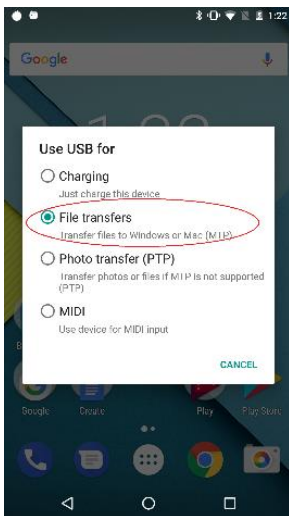 1:22
Google
Use USB for
Charging
Just charge this device
File transfers
Transfer files to Windows or Mac (MTP)
Photo transfer (PTP)
Transfer photos or files if MTP is not supported
(PTP)
MIDI
Use device for MIDI input
CANCEL
Google
Create
Play
Play Store